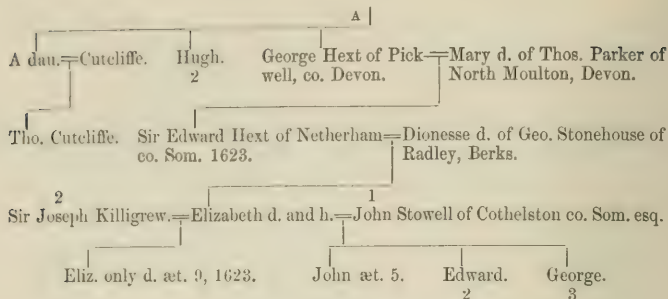 A
A dau.=Cutcliffe. Hugh. George Hext of Pick=Mary d. of Thos. Parker of
2 well, co. Devon. North Moulton, Devon.
Tho. Cutcliffe. Sir Edward Hext of Netherham=Dionesse d. of Geo. Stonehouse of
co. Som. 1623. Radley, Berks.
2 1
Sir Joseph Killigrew.=Elizabeth d. and h.=John Stowell of Cothelston co. Som. esq.
Eliz. only d. æt. 9, 1623. John æt. 5. Edward. George.
2 3